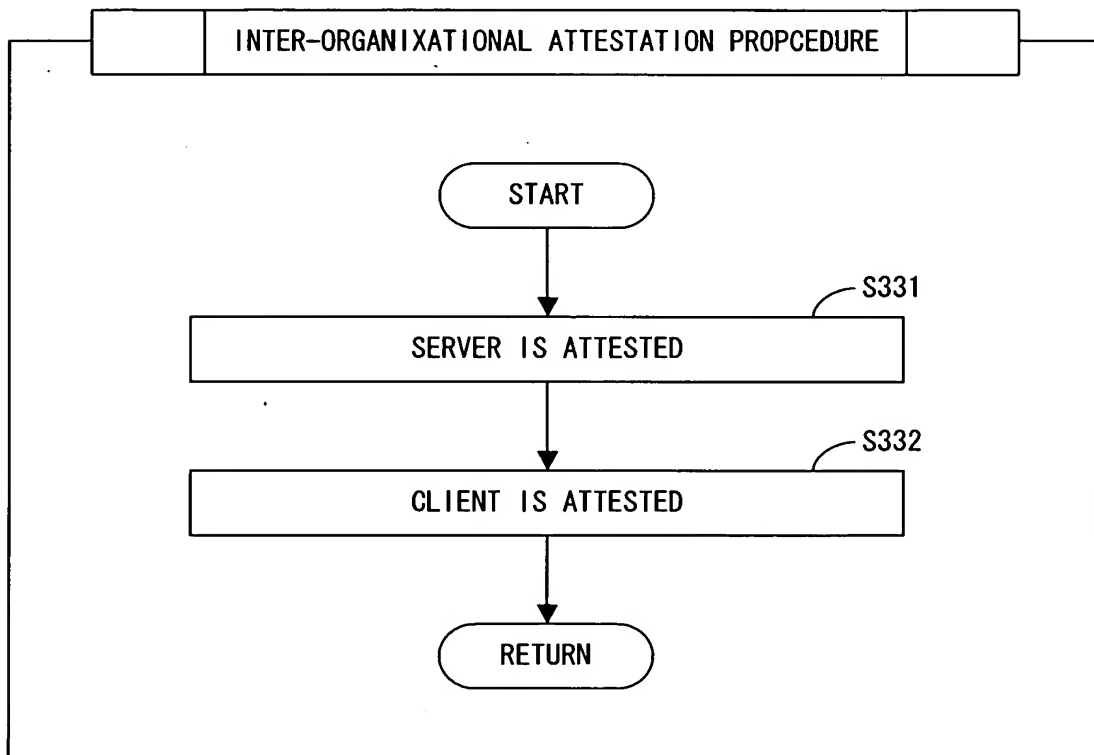 INTER-ORGANIXATIONAL ATTESTATION PROPCEDURE
START
S331
SERVER IS ATTESTED
S332
CLIENT IS ATTESTED
RETURN